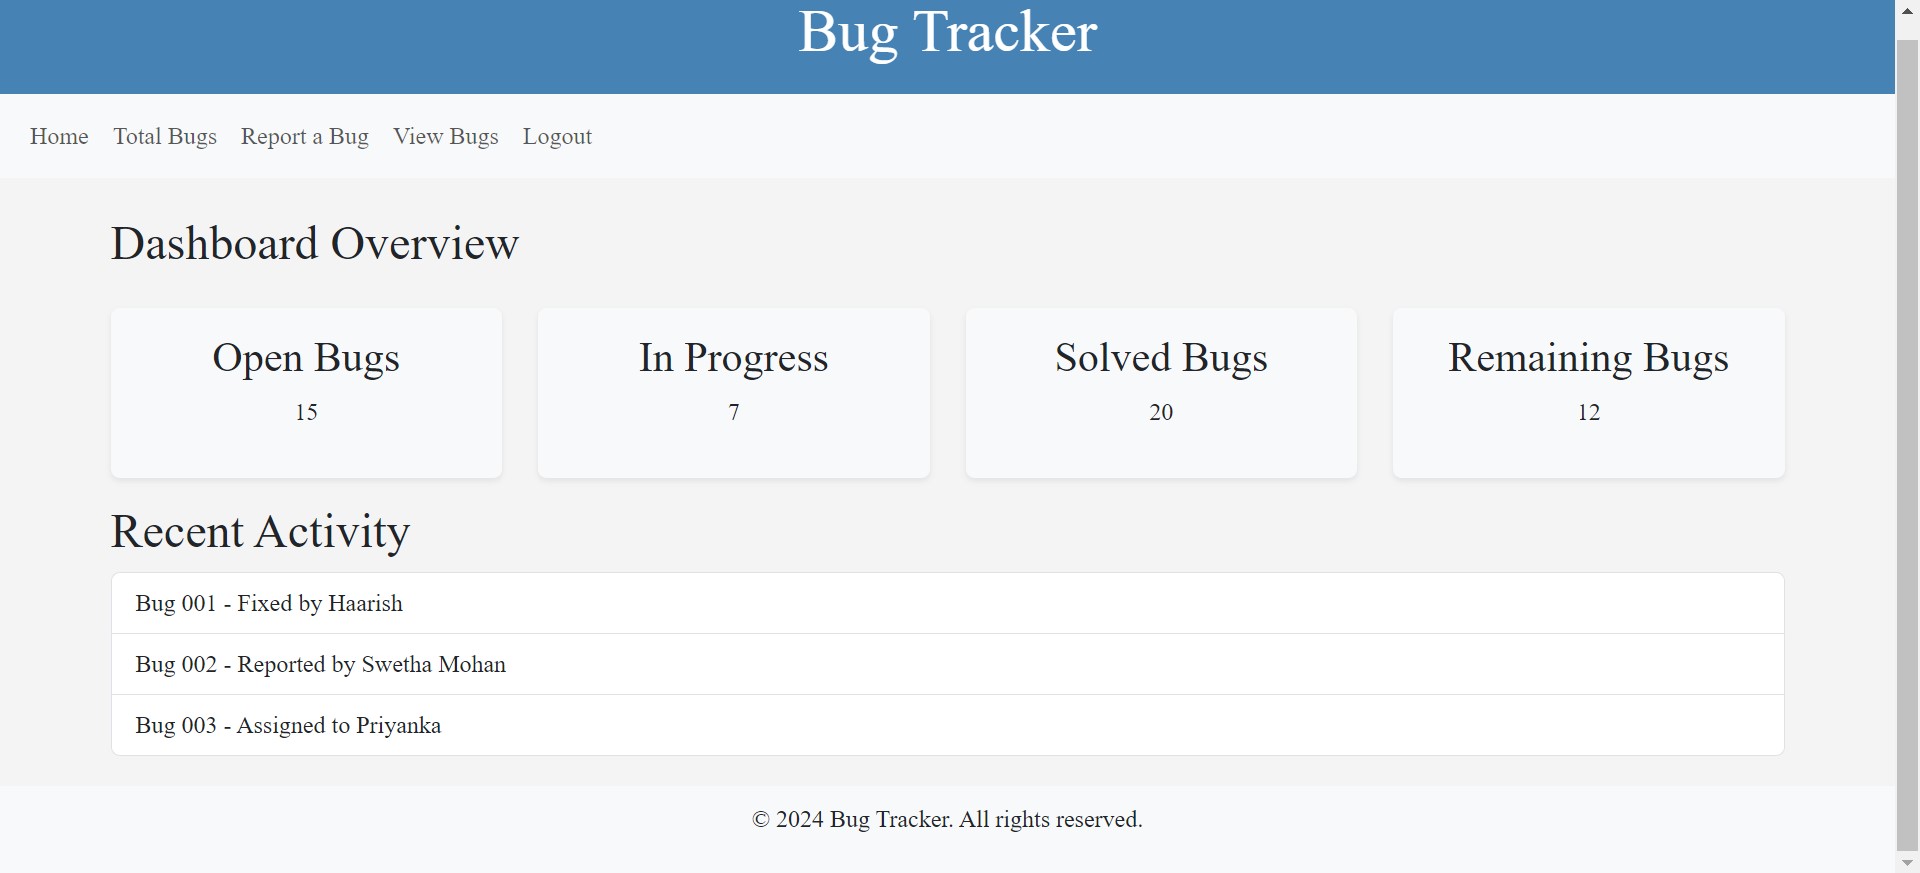 Bug Tracker
Home Total Bugs Report a Bug View Bugs Logout
Dashboard Overview
Open Bugs
15
In Progress
7
Solved Bugs
20
Remaining Bugs
12
Recent Activity
Bug 001 - Fixed by Haarish
Bug 002 - Reported by Swetha Mohan
Bug 003 - Assigned to Priyanka
© 2024 Bug Tracker. All rights reserved.